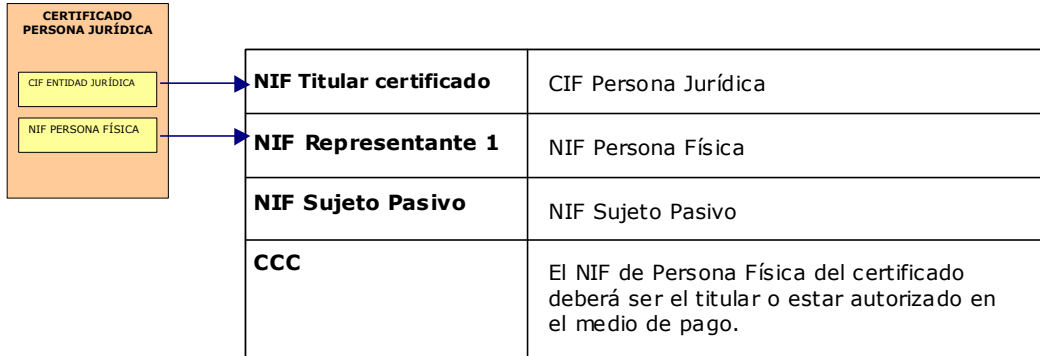 CERTIFICADO
PERSONA JURÍDICA
CIF ENTIDAD JURÍDICA
NIF PERSONA FÍSICA
NIF Titular certificado
CIF Persona Jurídica
NIF Representante 1
NIF Persona Física
NIF Sujeto Pasivo
NIF Sujeto Pasivo
CCC
El NIF de Persona Física del certificado
deberá ser el titular o estar autorizado en
el medio de pago.